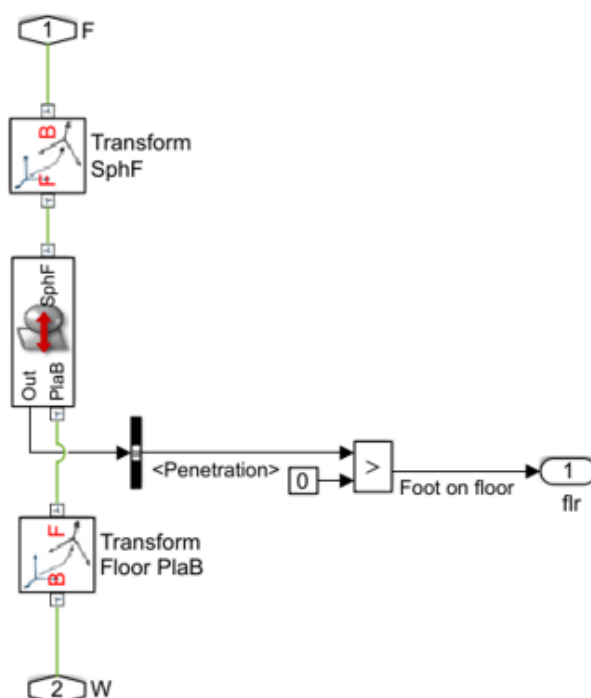 1 F
B
F
Transform
SphF
SphF
Out
PlaB
<Penetration>
0
>
Foot on floor
1
flr
F
B
Transform
Floor PlaB
2 W